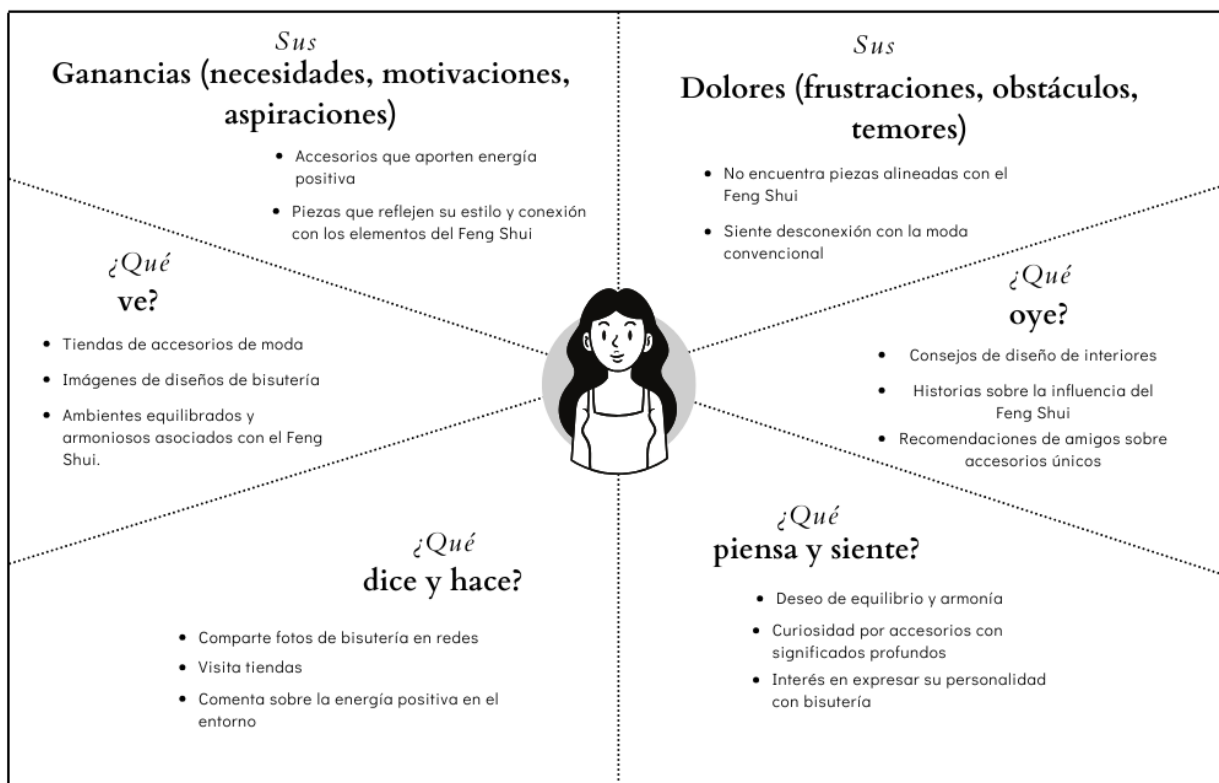 Sus
Ganancias (necesidades, motivaciones,
aspiraciones)
• Accesorios que aporten energía
positiva
• Piezas que reflejen su estilo y conexión
con los elementos del Feng Shui
Sus
Dolores (frustraciones, obstáculos,
temores)
• No encuentra piezas alineadas con el
Feng Shui
• Siente desconexión con la moda
convencional
¿Qué
ve?
• Tiendas de accesorios de moda
• Imágenes de diseños de bisutería
• Ambientes equilibrados y
armoniosos asociados con el Feng
Shui.
¿Qué
oye?
• Consejos de diseño de interiores
• Historias sobre la influencia del
Feng Shui
• Recomendaciones de amigos sobre
accesorios únicos
¿Qué
dice y hace?
• Comparte fotos de bisutería en redes
• Visita tiendas
• Comenta sobre la energía positiva en el
entorno
¿Qué
piensa y siente?
• Deseo de equilibrio y armonía
• Curiosidad por accesorios con
significados profundos
• Interés en expresar su personalidad
con bisutería